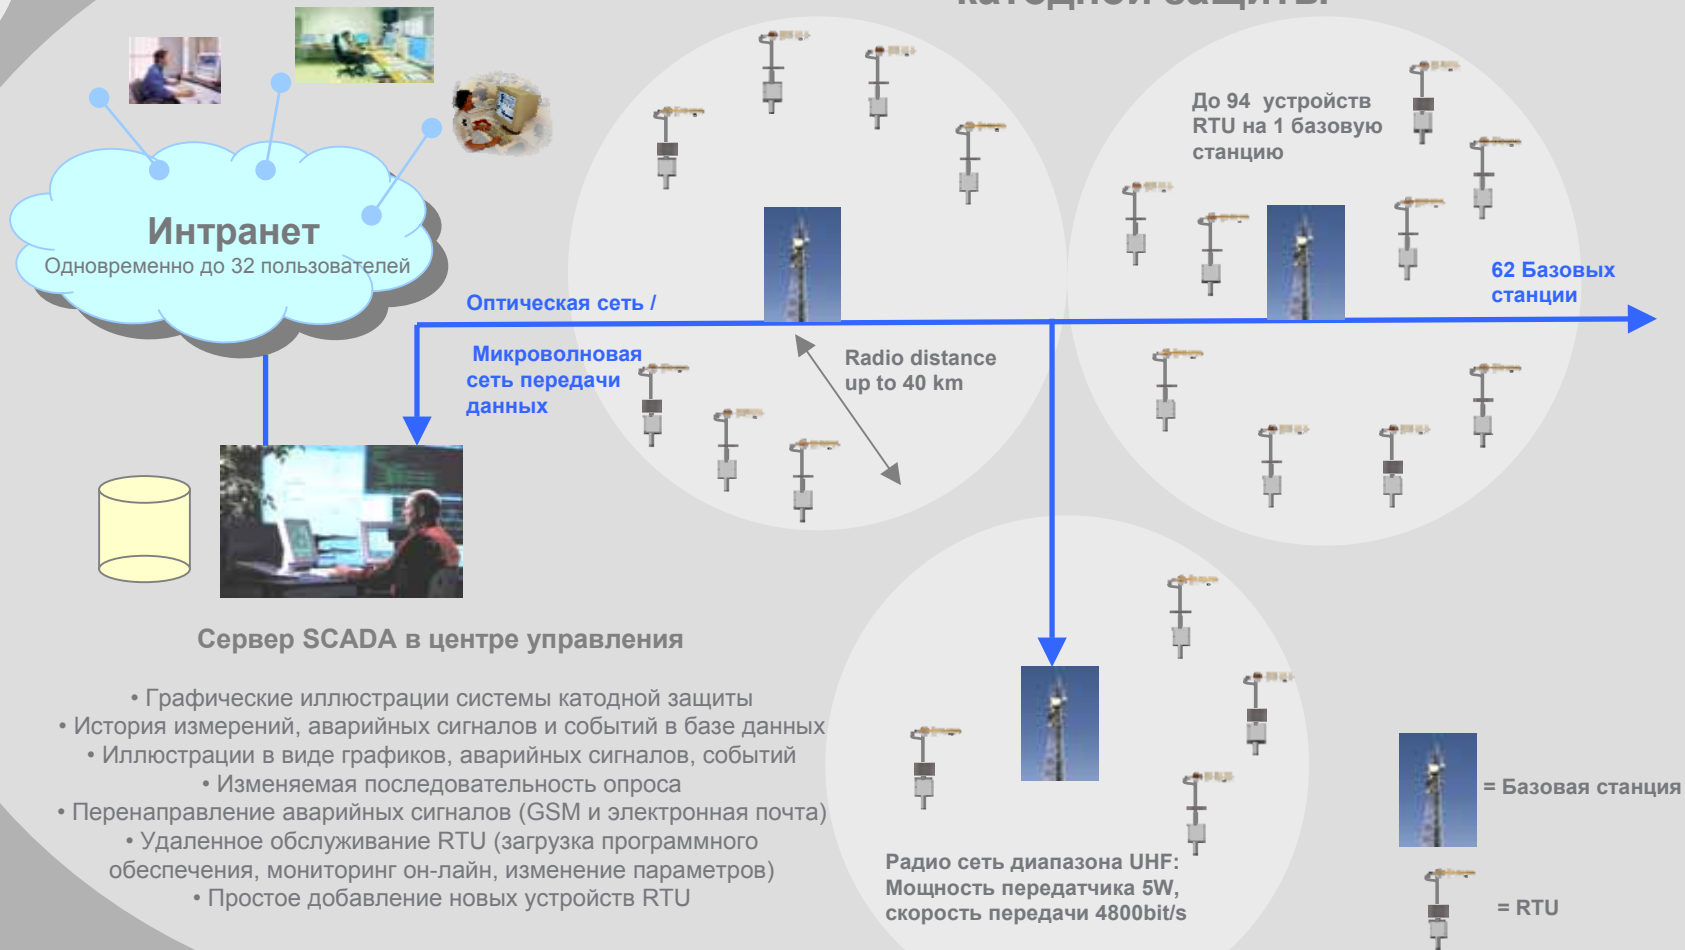 катодной защиты
До 94 устройств
RTU на 1 базовую
станцию
Интранет
Одновременно до 32 пользователей
62 Базовых
станции
Оптическая сеть /
Микроволновая
сеть передачи
данных
Radio distance
up to 40 km
Сервер SCADA в центре управления
• Графические иллюстрации системы катодной защиты
• История измерений, аварийных сигналов и событий в базе данных
• Иллюстрации в виде графиков, аварийных сигналов, событий
• Изменяемая последовательность опроса
• Перенаправление аварийных сигналов (GSM и электронная почта)
• Удаленное обслуживание RTU (загрузка программного
обеспечения, мониторинг он-лайн, изменение параметров)
• Простое добавление новых устройств RTU
Радио сеть диапазона UHF:
Мощность передатчика 5W,
скорость передачи 4800bit/s
= Базовая станция
= RTU